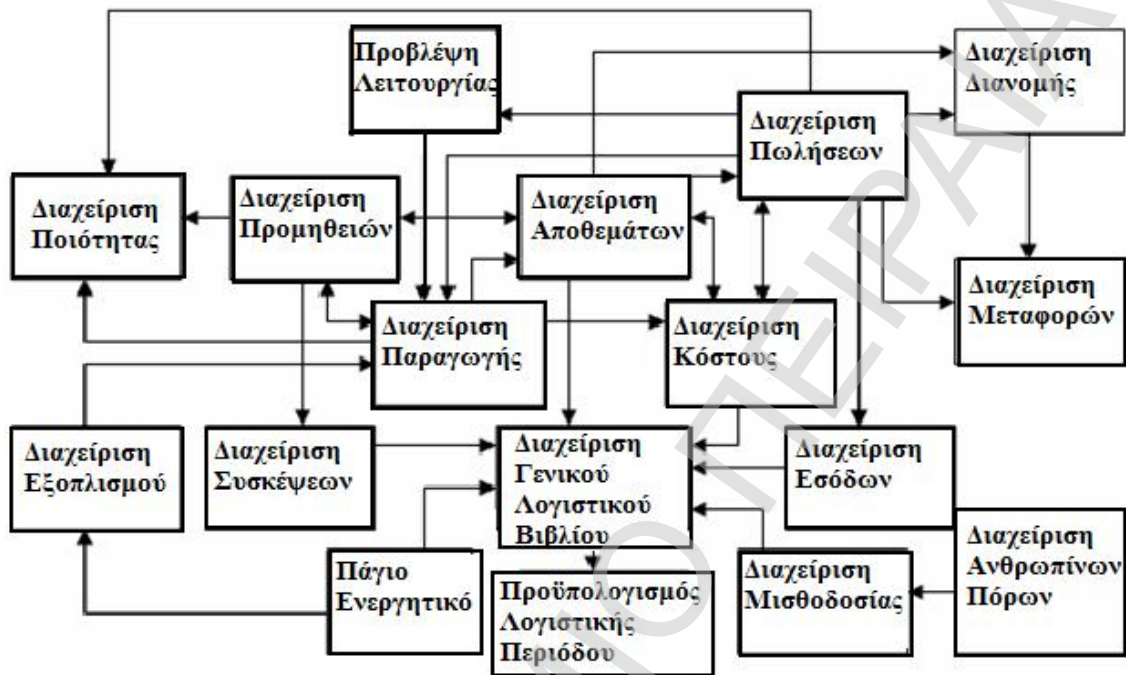 Προβλέψη
Λειτουργίας
Διαχείριση
Διανομής
Διαχείριση
Πωλήσεων
Διαχείριση
Ποιότητας
Διαχείριση
Προμηθειών
Διαχείριση
Αποθεμάτων
Διαχείριση
Μεταφορών
Διαχείριση
Παραγωγής
Διαχείριση
Κόστους
Διαχείριση
Εξοπλισμού
Διαχείριση
Συσκέψεων
Διαχείριση
Γενικού
Λογιστικού
Βιβλίου
Διαχείριση
Εσόδων
Πάγιο
Ενεργητικό
Προϋπολογισμός
Λογιστικής
Περιόδου
Διαχείριση
Μισθοδοσίας
Διαχείριση
Ανθρωπίνων
Πόρων